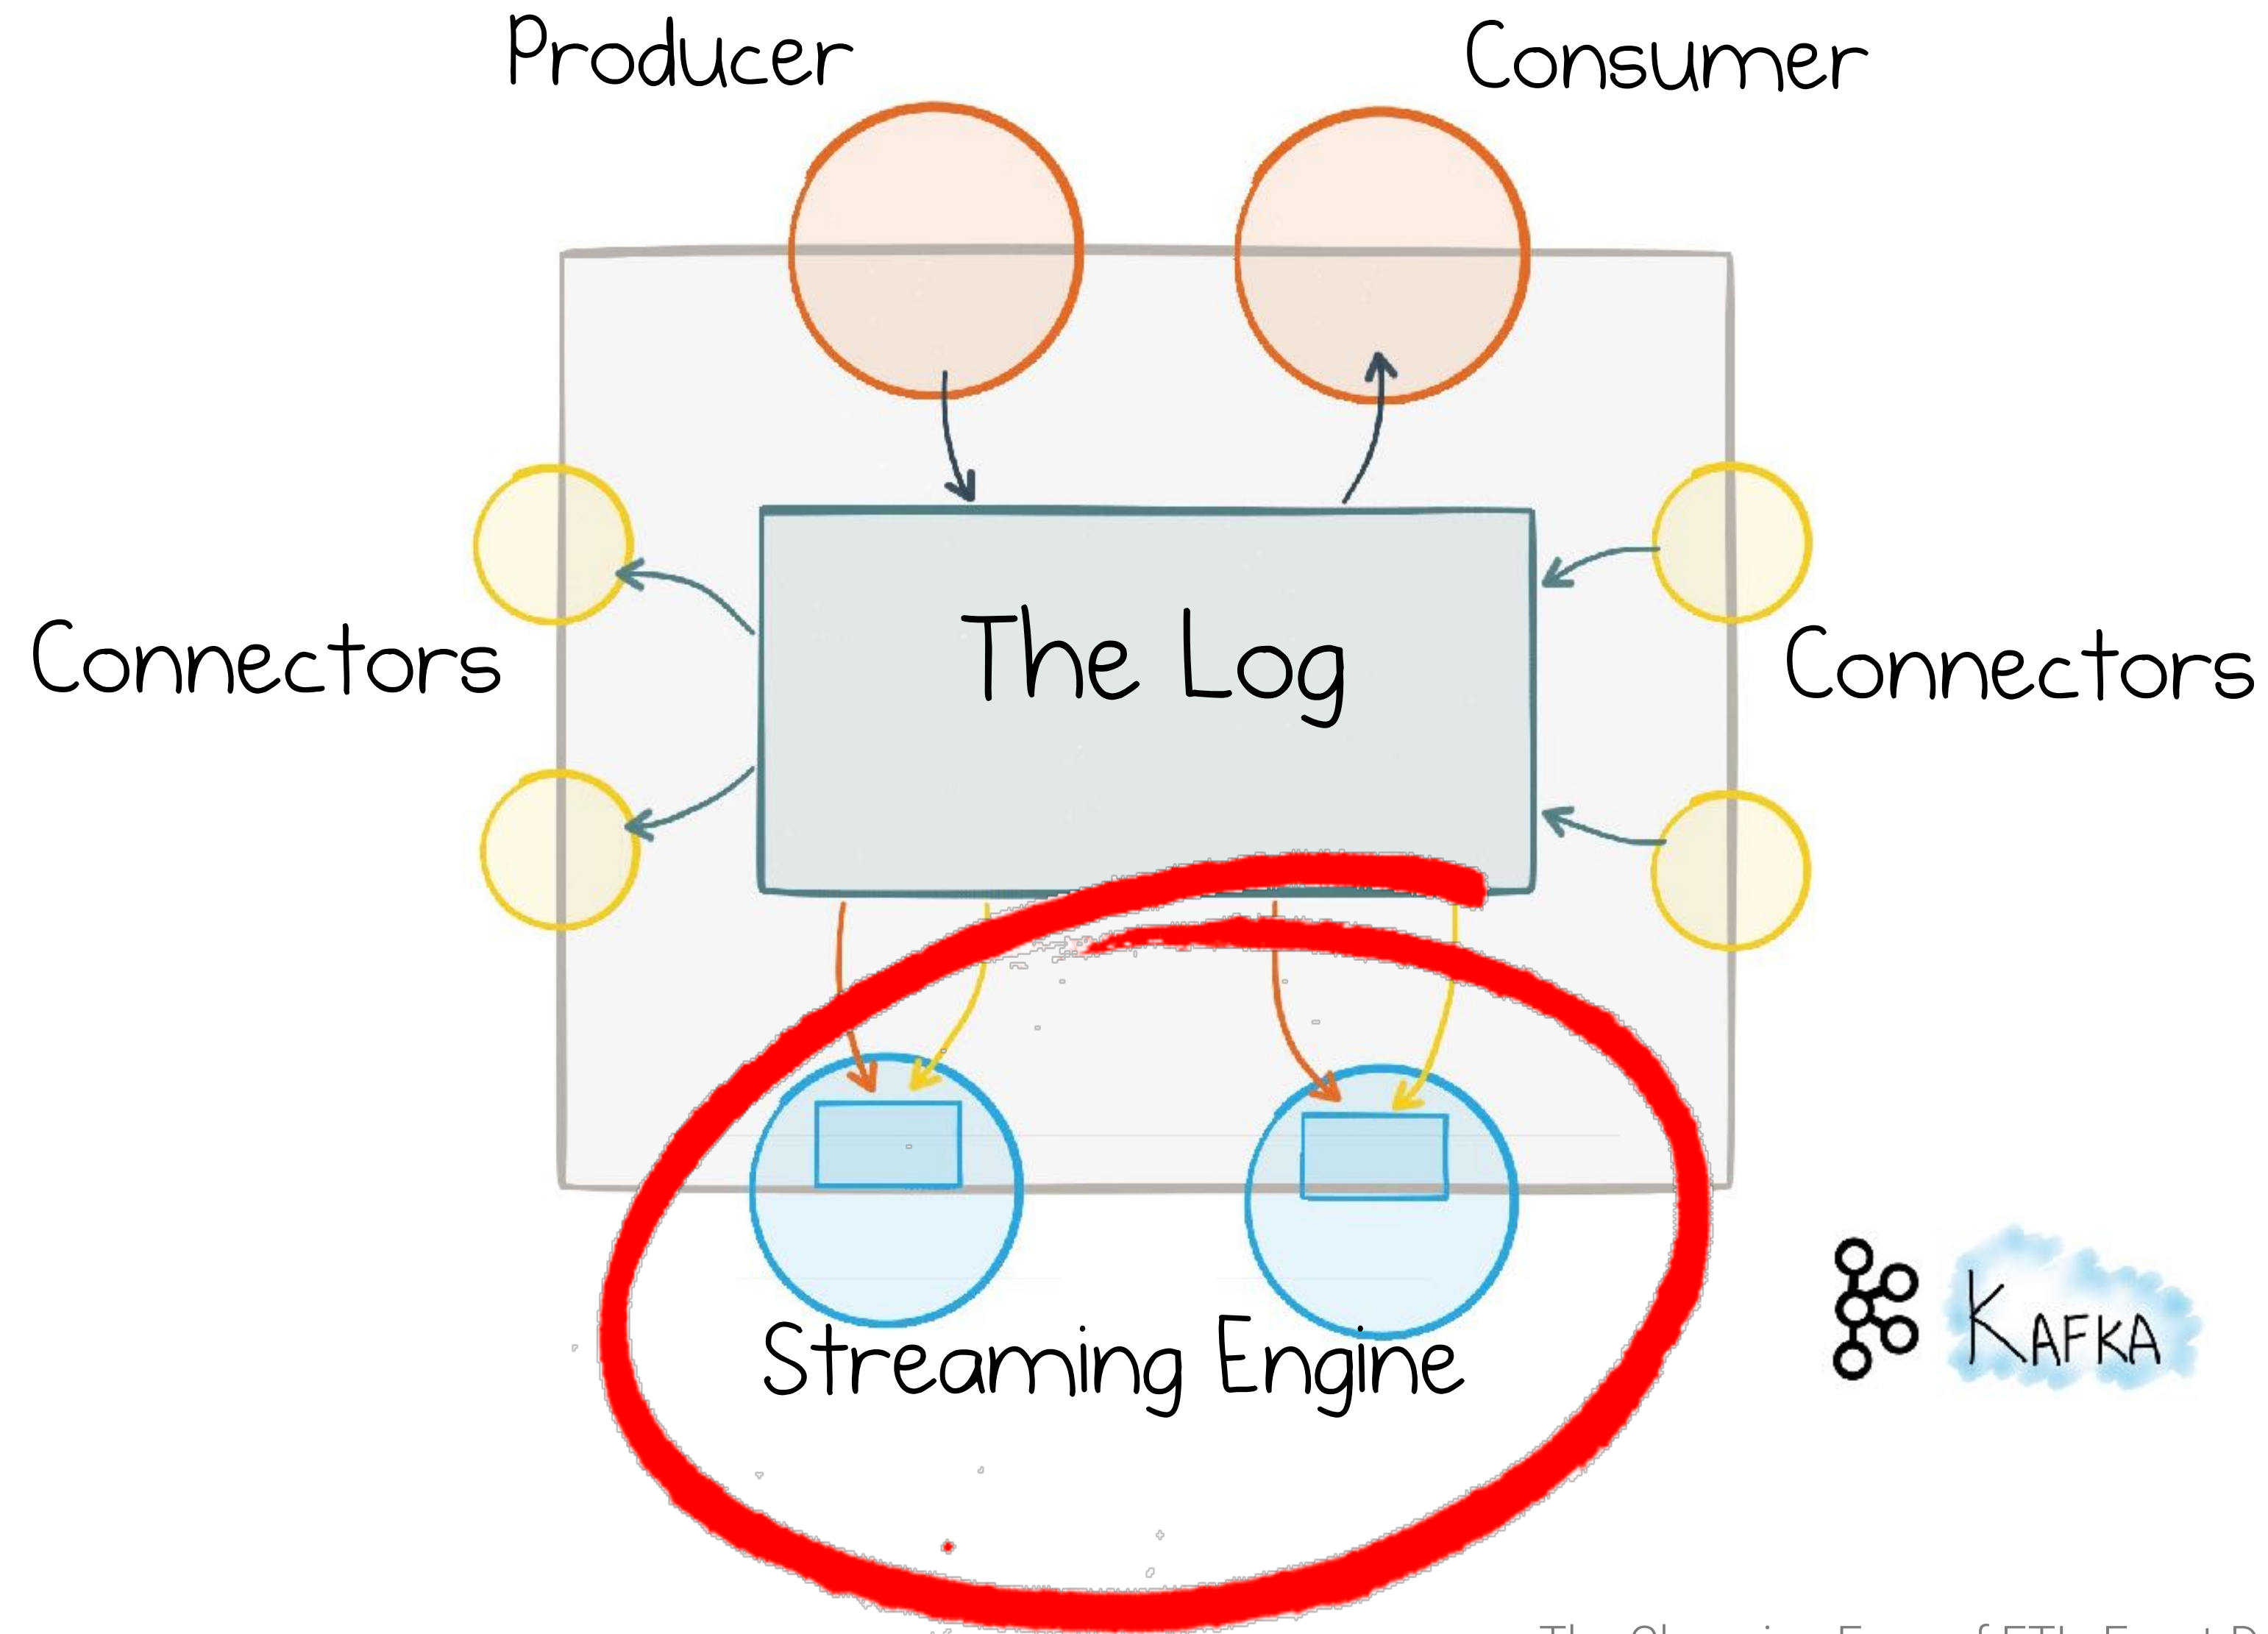 Producer
Consumer
The Log
Connectors
Connectors
Streaming Engine
KAFKA